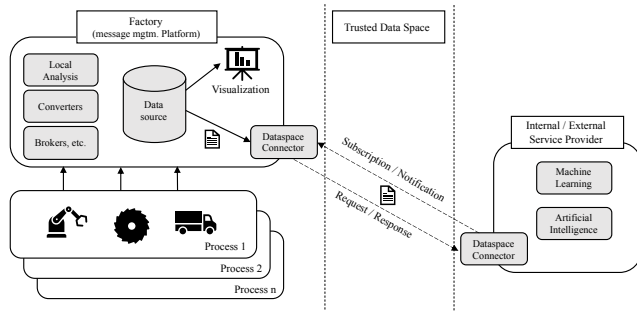 Factory
(message mgtm. Platform)
Trusted Data Space
Local
Analysis
Converters
Brokers, etc.
Data
source
Visualization
Dataspace
Connector
Internal / External
Service Provider
Machine
Learning
Artificial
Intelligence
Subscription / Notification
Request / Response
Dataspace
Connector
Process 1
Process 2
Process n